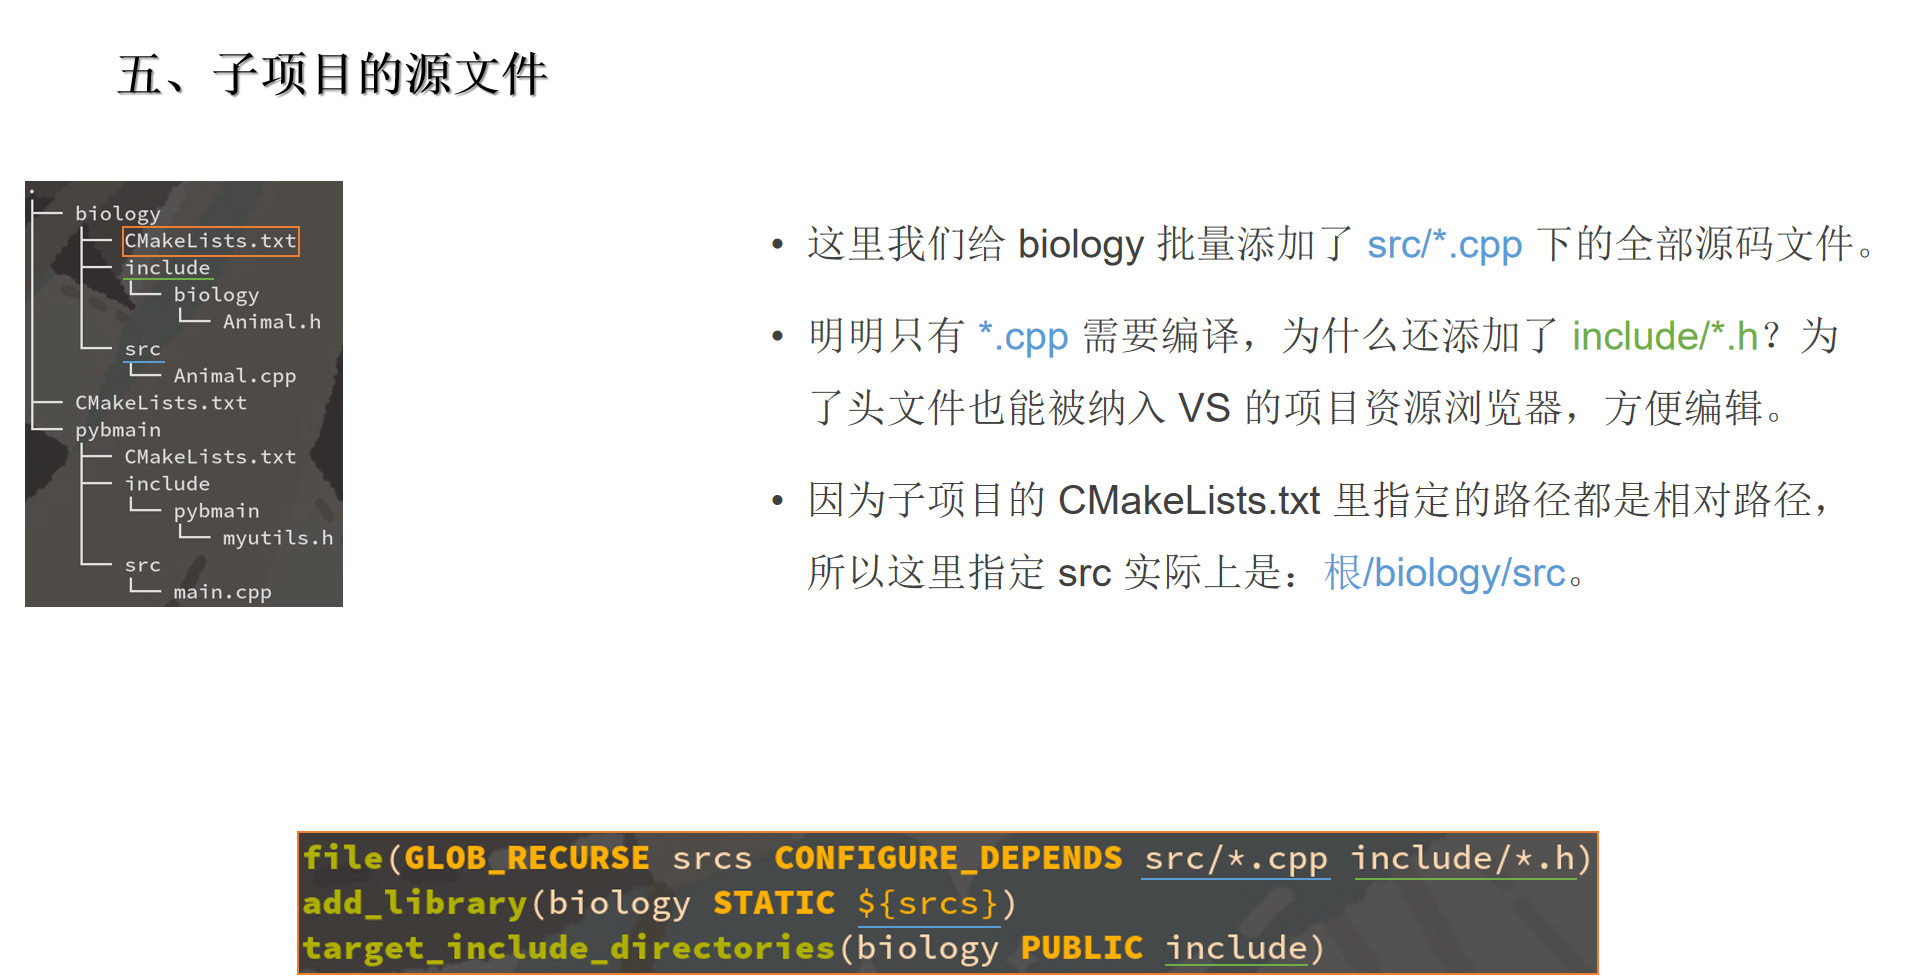 五、子项目的源文件
.
├── biology
│   ├── CMakeLists.txt
│   ├── include
│   │   └── biology
│   │       └── Animal.h
│   └── src
│       └── Animal.cpp
├── CMakeLists.txt
└── pybmain
    ├── CMakeLists.txt
    ├── include
    │   └── pybmain
    │       └── myutils.h
    └── src
        └── main.cpp
• 这里我们给 biology 批量添加了 src/*.cpp 下的全部源码文件。
• 明明只有 *.cpp 需要编译，为什么还添加了 include/*.h？为
了头文件也能被纳入 VS 的项目资源浏览器，方便编辑。
• 因为子项目的 CMakeLists.txt 里指定的路径都是相对路径，
所以这里指定 src 实际上是：根/biology/src。
file(GLOB_RECURSE srcs CONFIGURE_DEPENDS src/*.cpp include/*.h)
add_library(biology STATIC ${srcs})
target_include_directories(biology PUBLIC include)